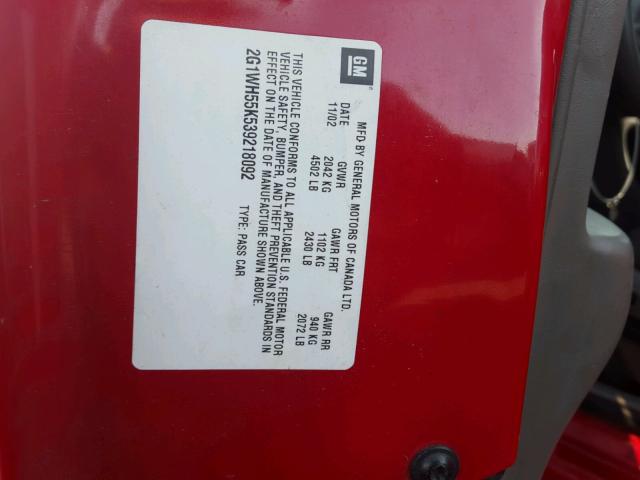 GM
MFD BY GENERAL MOTORS OF CANADA LTD.
DATE GVWR GAWR FRT GAWR RR
11/02 2042 KG 1102 KG 940 KG
4502 LB 2430 LB 2072 LB
THIS VEHICLE CONFORMS TO ALL APPLICABLE U.S. FEDERAL MOTOR
VEHICLE SAFETY, BUMPER, AND THEFT PREVENTION STANDARDS IN
EFFECT ON THE DATE OF MANUFACTURE SHOWN ABOVE.
2G1WH55K539218092 TYPE: PASS CAR